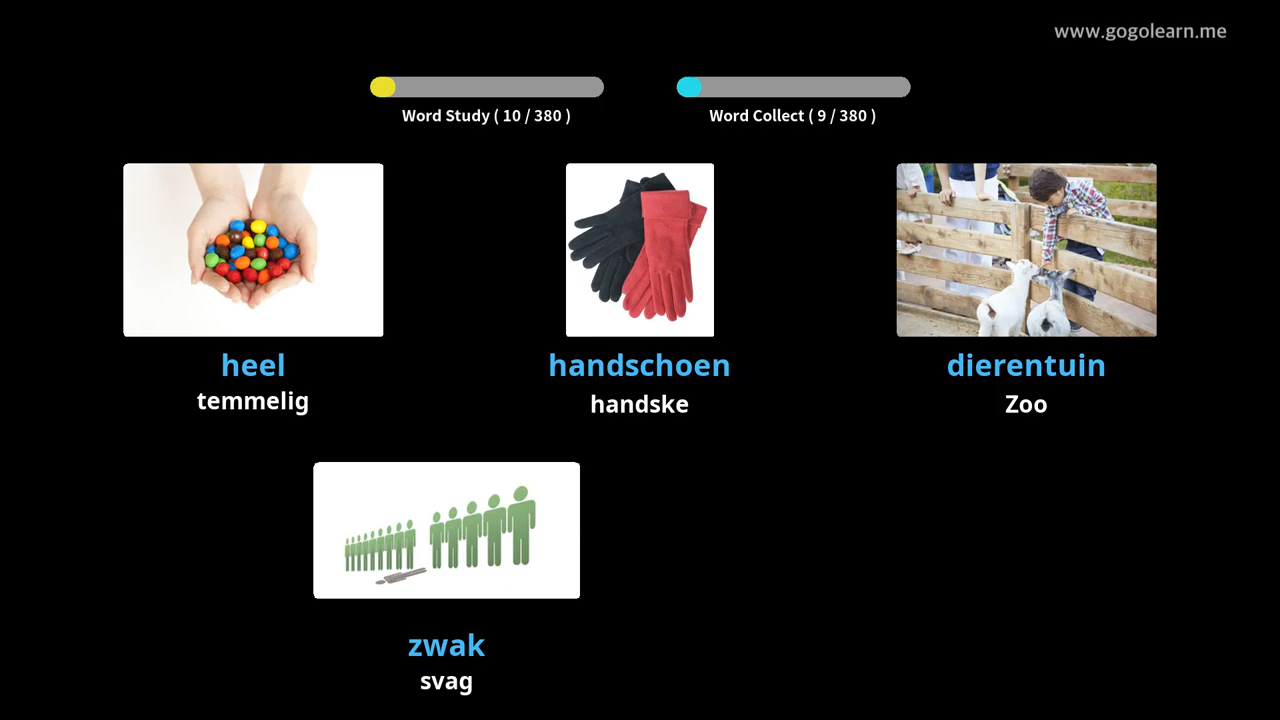 www.gogolearn.me
Word Study ( 10 / 380 )
Word Collect ( 9 / 380 )
heel
temmelig
handschoen
handske
dierentuin
Zoo
zwak
svag